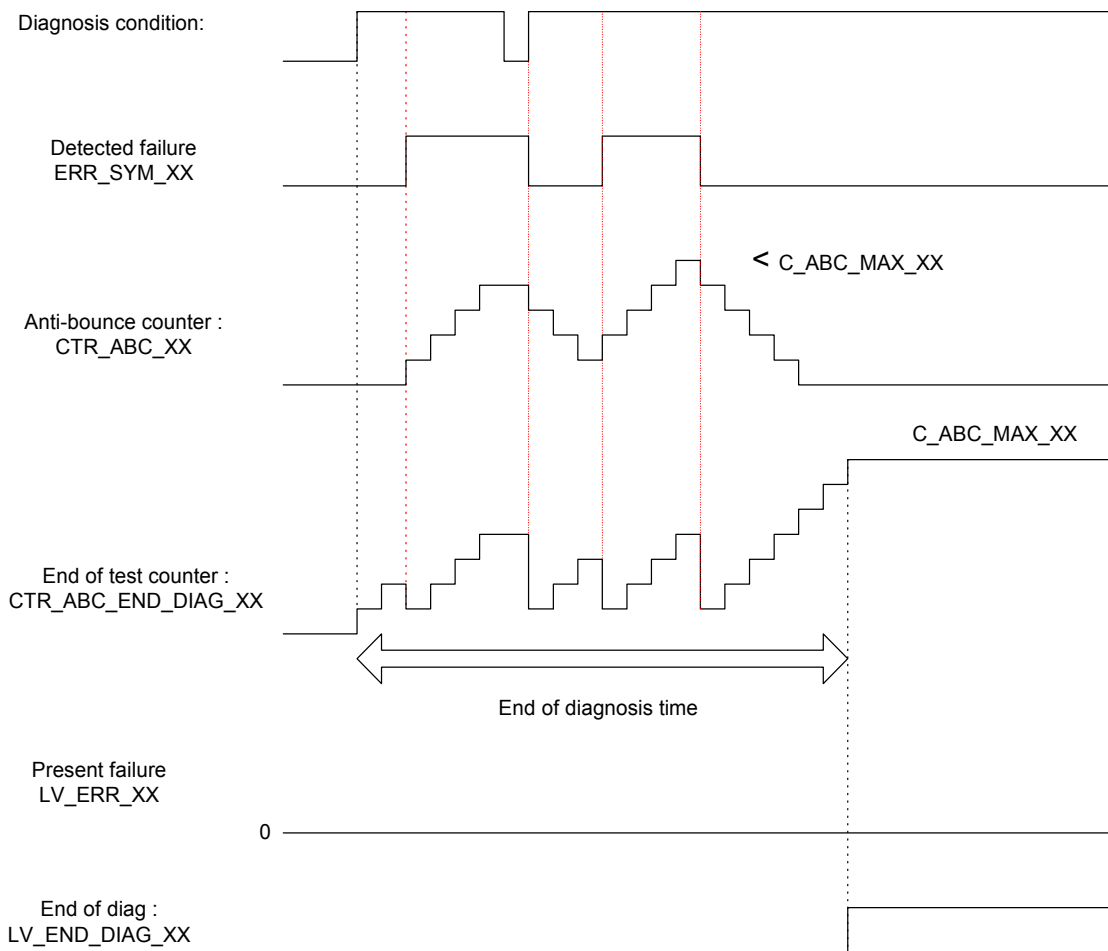 Diagnosis condition:
Detected failure
ERR_SYM_XX
< C_ABC_MAX_XX
Anti-bounce counter :
CTR_ABC_XX
C_ABC_MAX_XX
End of test counter :
CTR_ABC_END_DIAG_XX
End of diagnosis time
Present failure
LV_ERR_XX
0
End of diag :
LV_END_DIAG_XX